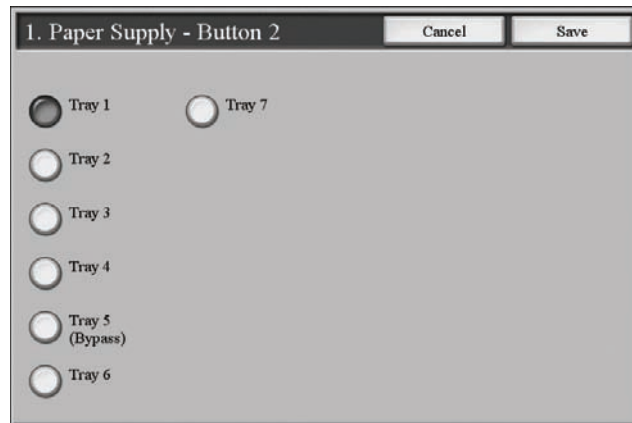 1. Paper Supply - Button 2
Cancel
Save
Tray 1
Tray 7
Tray 2
Tray 3
Tray 4
Tray 5
(Bypass)
Tray 6